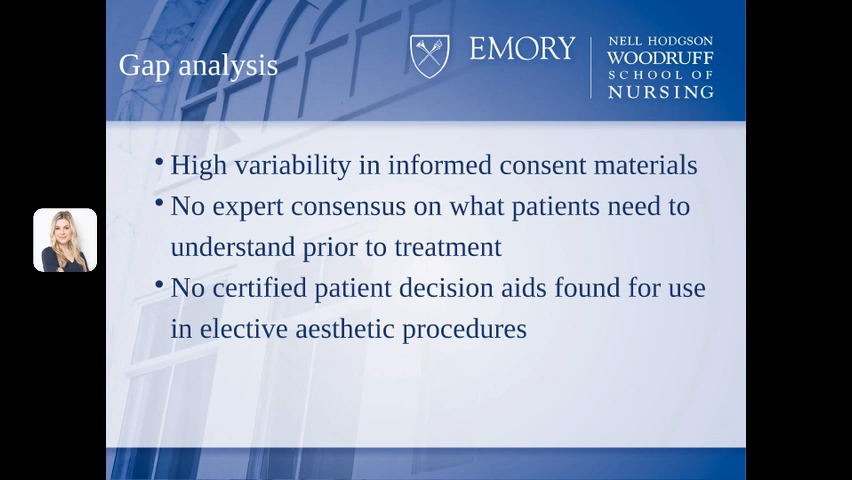 Gap analysis
EMORY
NELL HODGSON
WOODRUFF
SCHOOL OF
NURSING
• High variability in informed consent materials
• No expert consensus on what patients need to
understand prior to treatment
• No certified patient decision aids found for use
in elective aesthetic procedures